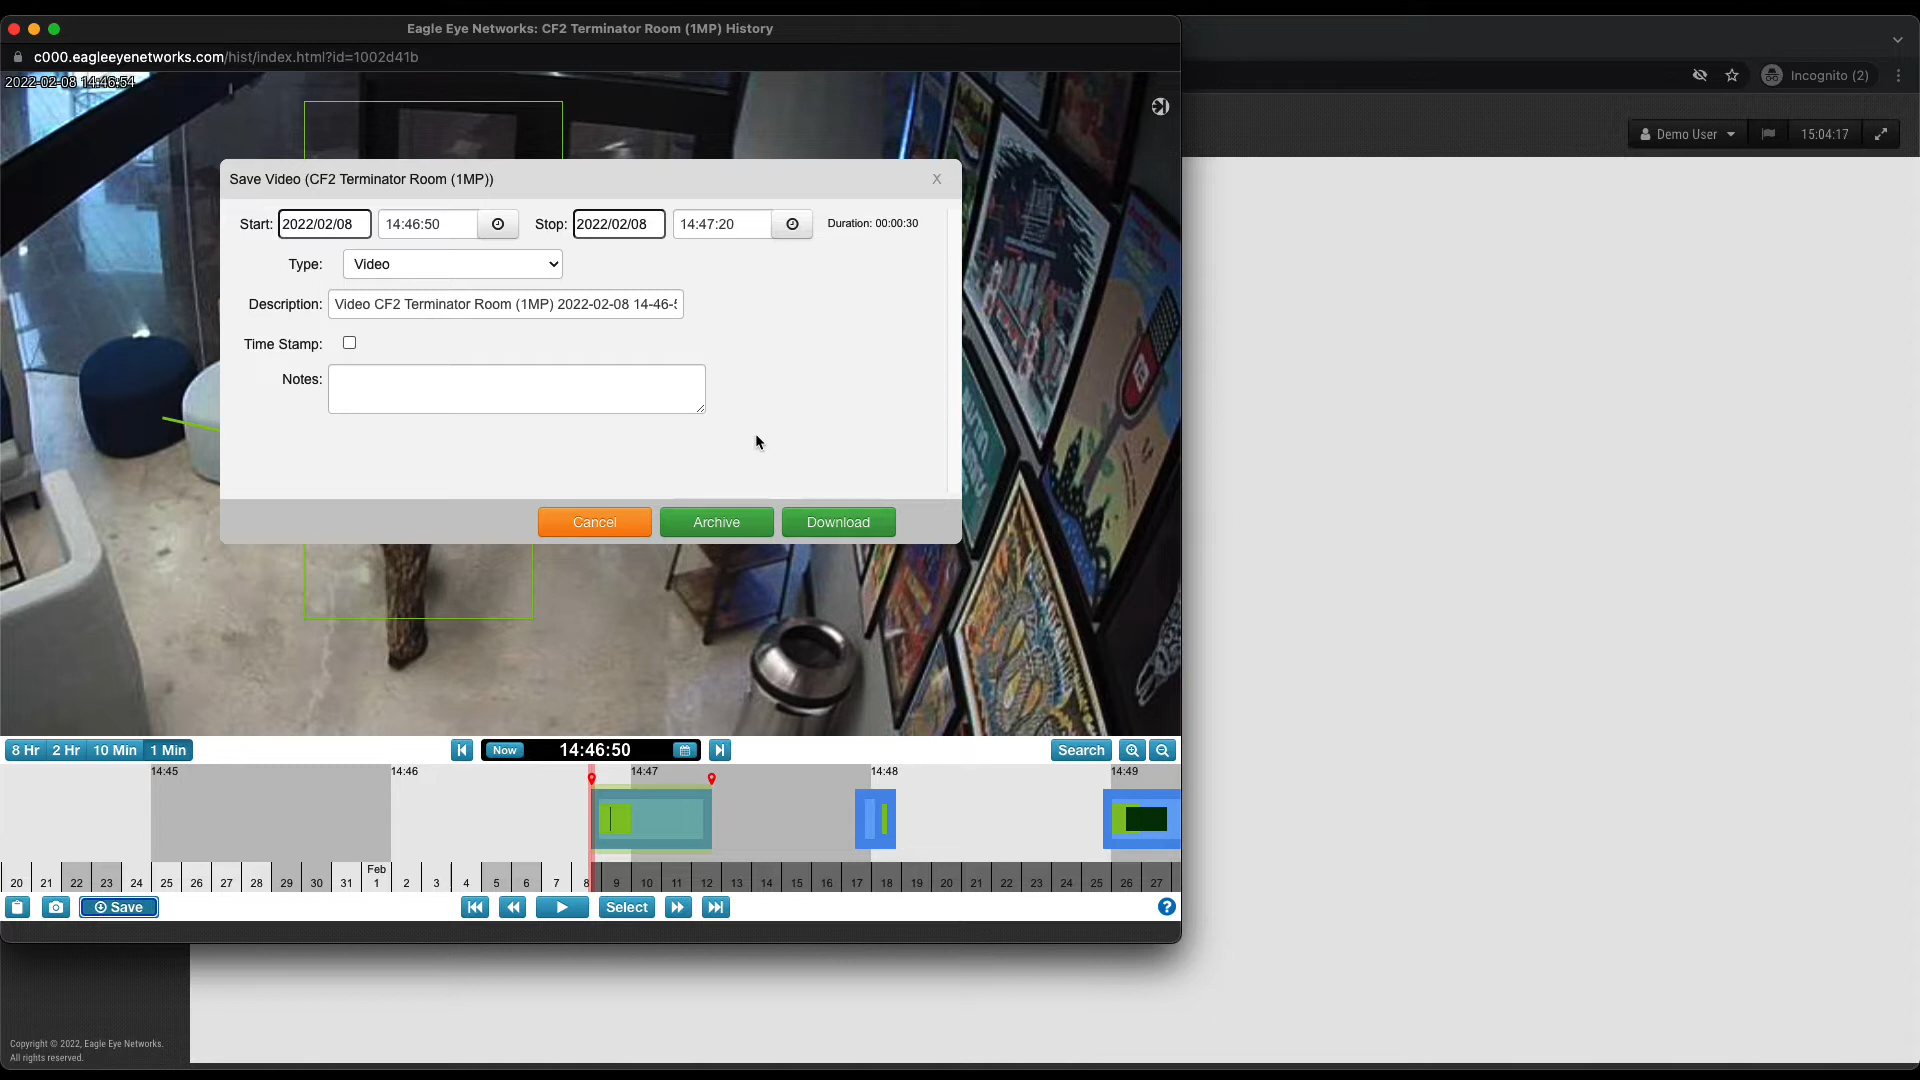 Eagle Eye Networks: CF2 Terminator Room (1MP) History
c000.eagleeyenetworks.com/hist/index.html?id=1002d41b
Incognito (2)
2022-02-08 14:46:54
Demo User
15:04:17
Save Video (CF2 Terminator Room (1MP))
X
Start: 2022/02/08 14:46:50 Stop: 2022/02/08 14:47:20 Duration: 00:00:30
Type: Video
Description: Video CF2 Terminator Room (1MP) 2022-02-08 14-46-
Time Stamp:
Notes:
Cancel Archive Download
8 Hr 2 Hr 10 Min 1 Min Now 14:46:50 Search
14:45 14:46 14:47 14:48 14:49
Feb
20 21 22 23 24 25 26 27 28 29 30 31 1 2 3 4 5 6 7 8 9 10 11 12 13 14 15 16 17 18 19 20 21 22 23 24 25 26 27
Save Select ?
Copyright © 2022, Eagle Eye Networks.
All rights reserved.